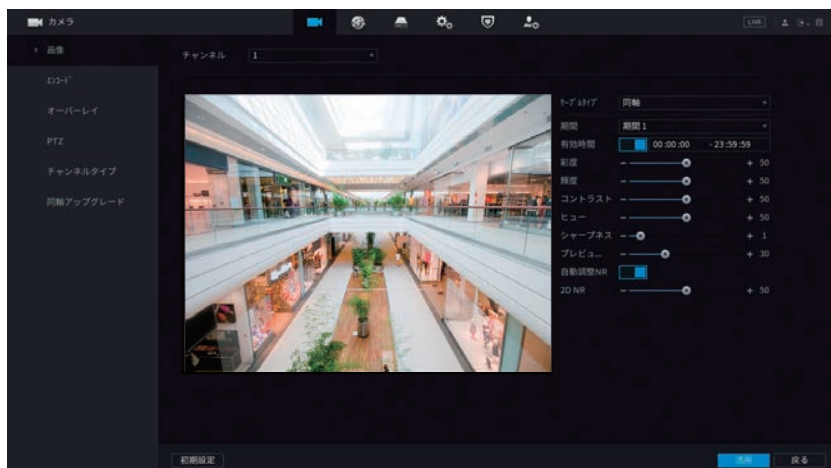 カメラ
LIVE
画像
エンコード
オーバーレイ
PTZ
チャンネルタイプ
同軸アップグレード
チャンネル 1
ケーブルタイプ 同軸
期間 期間 1
有効時間 00:00:00 - 23:59:59
彩度 - + 50
輝度 - + 50
コントラスト - + 50
ヒュー - + 50
シャープネス - + 1
プレビュ... - + 30
自動調整NR
2D NR - + 50
初期設定
適用
戻る